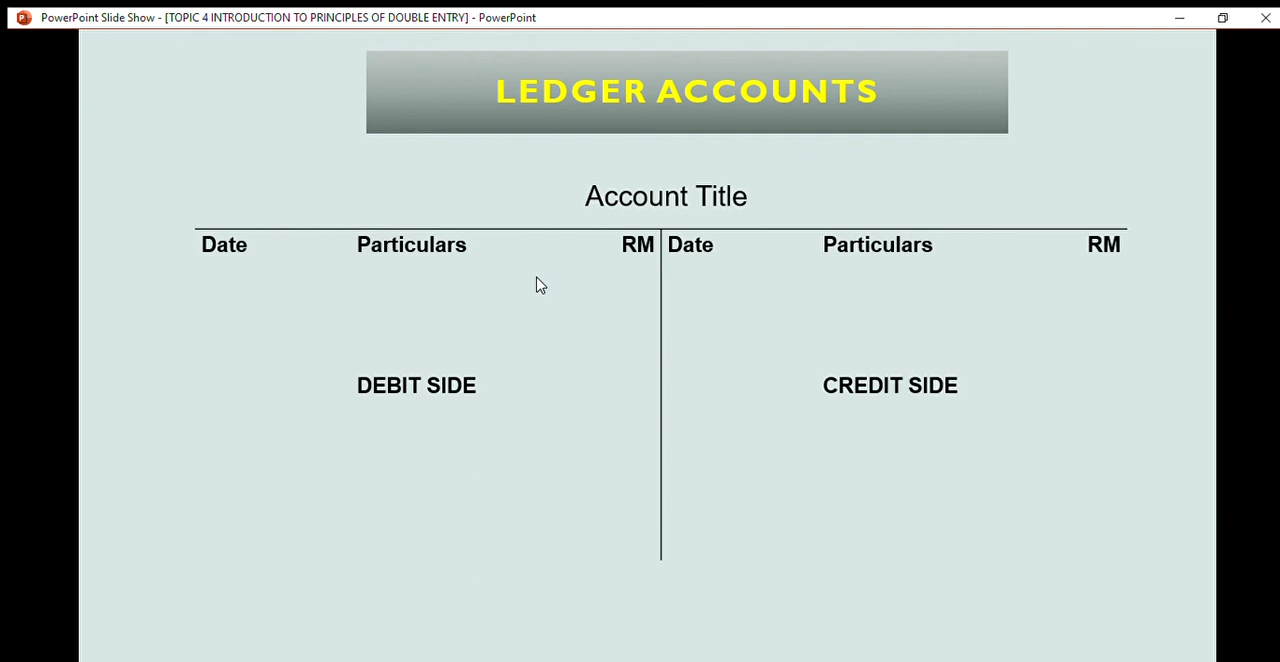 PowerPoint Slide Show - [TOPIC 4 INTRODUCTION TO PRINCIPLES OF DOUBLE ENTRY] - PowerPoint
LEDGER ACCOUNTS
Account Title
Date Particulars RM Date Particulars RM
DEBIT SIDE CREDIT SIDE